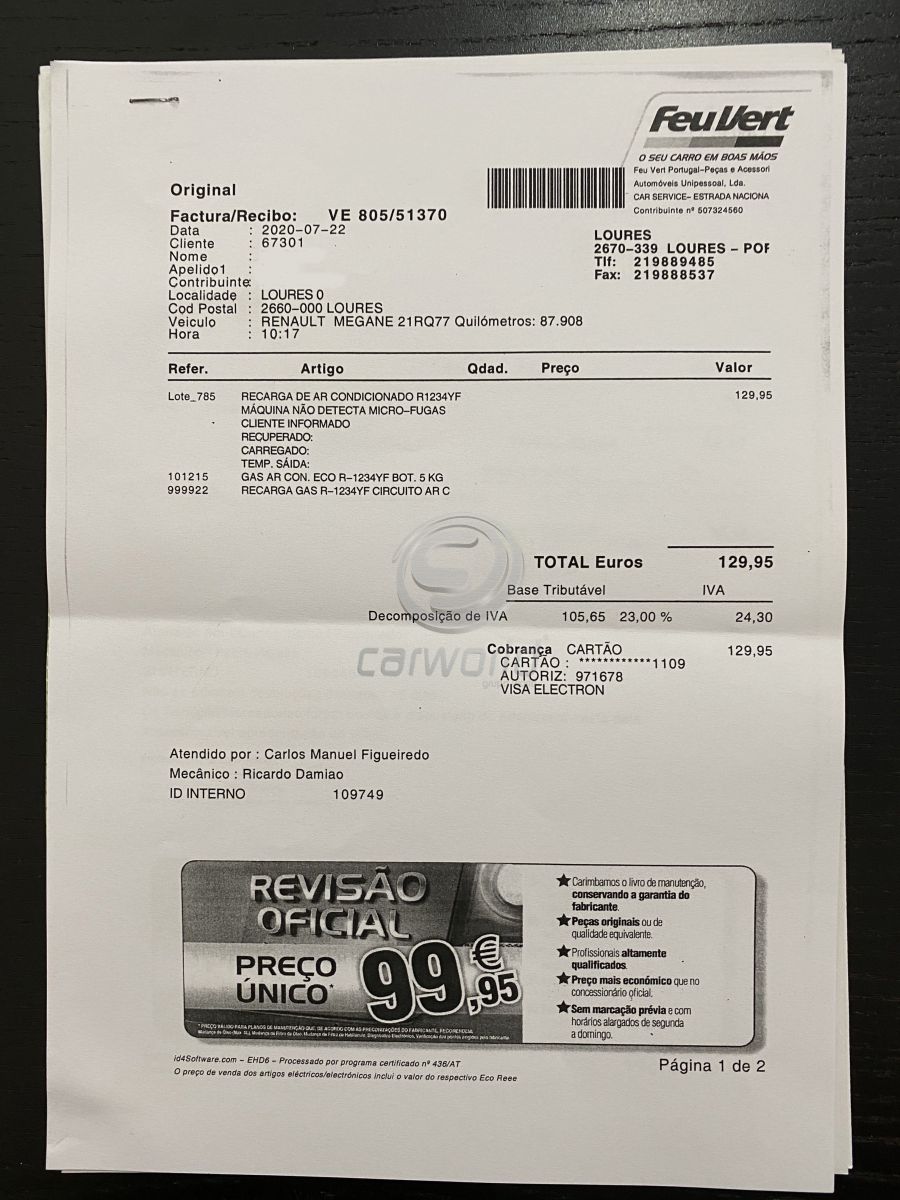 FeuVert
O SEU CARRO EM BOAS MÃOS
Feu Vert Portugal-Peças e Acessori
Automóveis Unipessoal, Lda.
CAR SERVICE- ESTRADA NACIONA
Contribuinte nº 507324560
Original
Factura/Recibo: VE 805/51370
Data : 2020-07-22
Cliente : 67301
Nome :
Apelido1 :
Contribuinte:
Localidade : LOURES 0
Cod Postal : 2660-000 LOURES
Veiculo : RENAULT MEGANE 21RQ77 Quilómetros: 87.908
Hora : 10:17
LOURES
2670-339 LOURES - POR
Tlf: 219889485
Fax: 219888537
Refer. Artigo Qdad. Preço Valor
Lote_785 RECARGA DE AR CONDICIONADO R1234YF 129,95
MÁQUINA NÃO DETECTA MICRO-FUGAS
CLIENTE INFORMADO
RECUPERADO:
CARREGADO:
TEMP. SÁIDA:
101215 GAS AR CON. ECO R-1234YF BOT. 5 KG
999922 RECARGA GAS R-1234YF CIRCUITO AR C
TOTAL Euros 129,95
Base Tributável IVA
Decomposição de IVA 105,65 23,00 % 24,30
Cobrança CARTÃO 129,95
CARTÃO : ************1109
AUTORIZ: 971678
VISA ELECTRON
Atendido por : Carlos Manuel Figueiredo
Mecânico : Ricardo Damiao
ID INTERNO 109749
REVISÃO
OFICIAL
PREÇO
ÚNICO*
99,95 €
★ Carimbamos o livro de manutenção,
conservando a garantia do
fabricante.
★ Peças originais ou de
qualidade equivalente.
★ Profissionais altamente
qualificados.
★ Preço mais económico que no
concessionário oficial.
★ Sem marcação prévia e com
horários alargados de segunda
a domingo.
id4Software.com - EHD6 - Processado por programa certificado nº 436/AT
O preço de venda dos artigos eléctricos/electrónicos inclui o valor do respectivo Eco Reee
Página 1 de 2